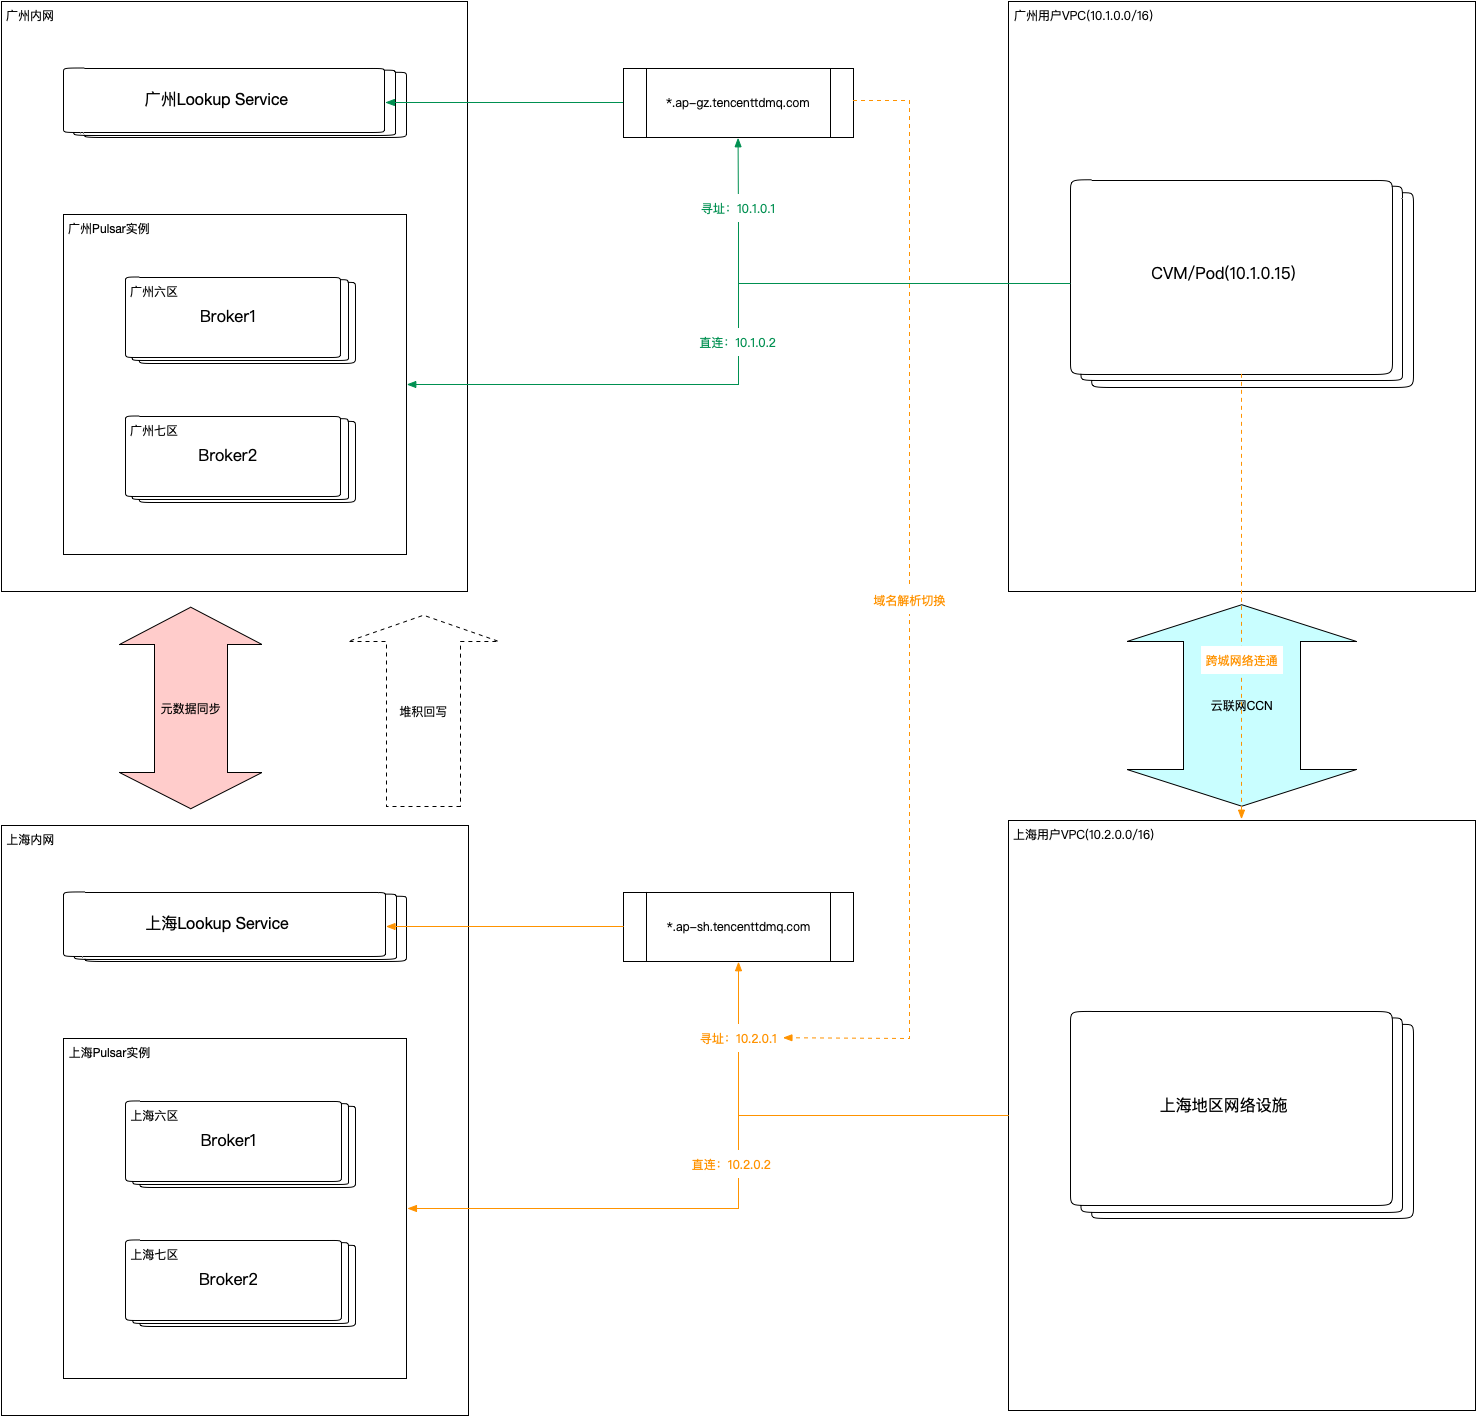 广州内网
广州用户VPC(10.1.0.0/16)
广州Lookup Service
*.ap-gz.tencenttdmq.com
寻址：10.1.0.1
广州Pulsar实例
CVM/Pod(10.1.0.15)
广州六区
Broker1
直连：10.1.0.2
广州七区
Broker2
域名解析切换
跨城网络连通
元数据同步
堆积回写
云联网CCN
上海内网
上海用户VPC(10.2.0.0/16)
上海Lookup Service
*.ap-sh.tencenttdmq.com
寻址：10.2.0.1
上海Pulsar实例
上海六区
Broker1
上海地区网络设施
直连：10.2.0.2
上海七区
Broker2